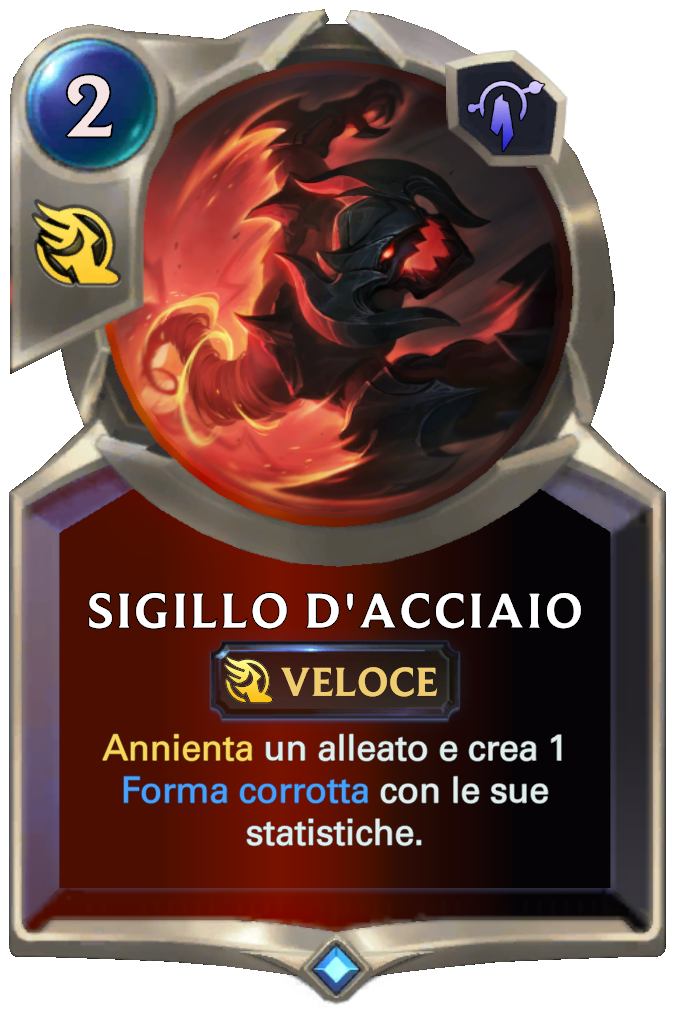 2
SIGILLO D'ACCIAIO
VELOCE
Annienta un alleato e crea 1
Forma corrotta con le sue
statistiche.